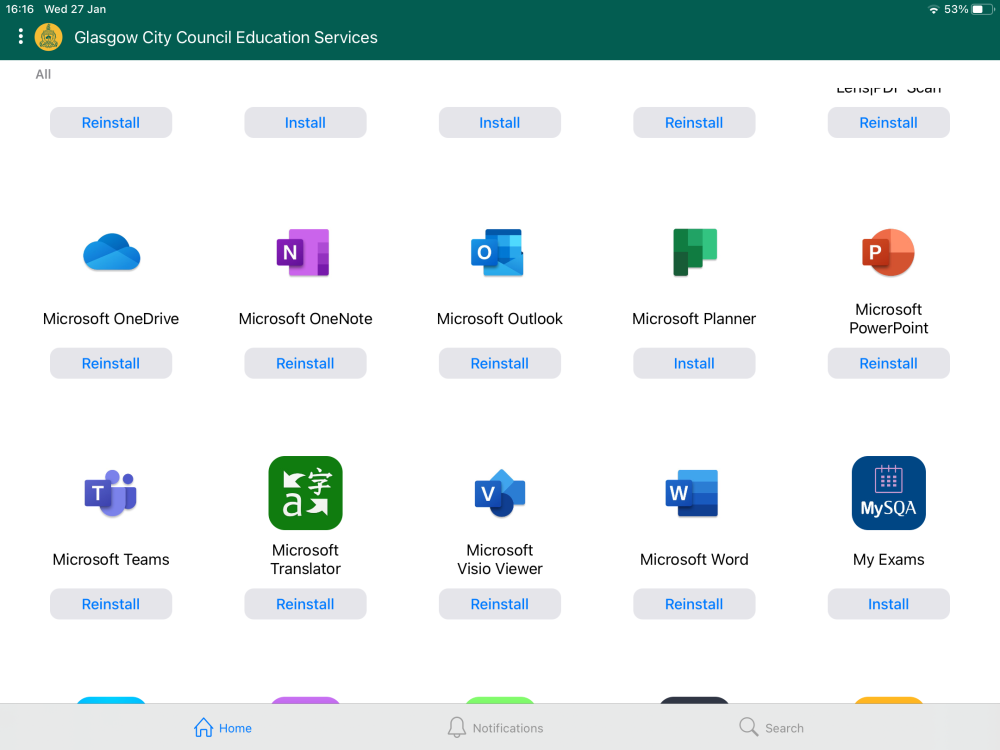 16:16 Wed 27 Jan
53%
Glasgow City Council Education Services
All
Lens|PDF Scan
Reinstall
Install
Install
Reinstall
Reinstall
N
O
P
Microsoft OneDrive
Microsoft OneNote
Microsoft Outlook
Microsoft Planner
Microsoft
PowerPoint
Reinstall
Reinstall
Reinstall
Install
Reinstall
T
字
a
V
W
MySQA
Microsoft Teams
Microsoft
Translator
Microsoft
Visio Viewer
Microsoft Word
My Exams
Reinstall
Reinstall
Reinstall
Reinstall
Install
Home
Notifications
Search